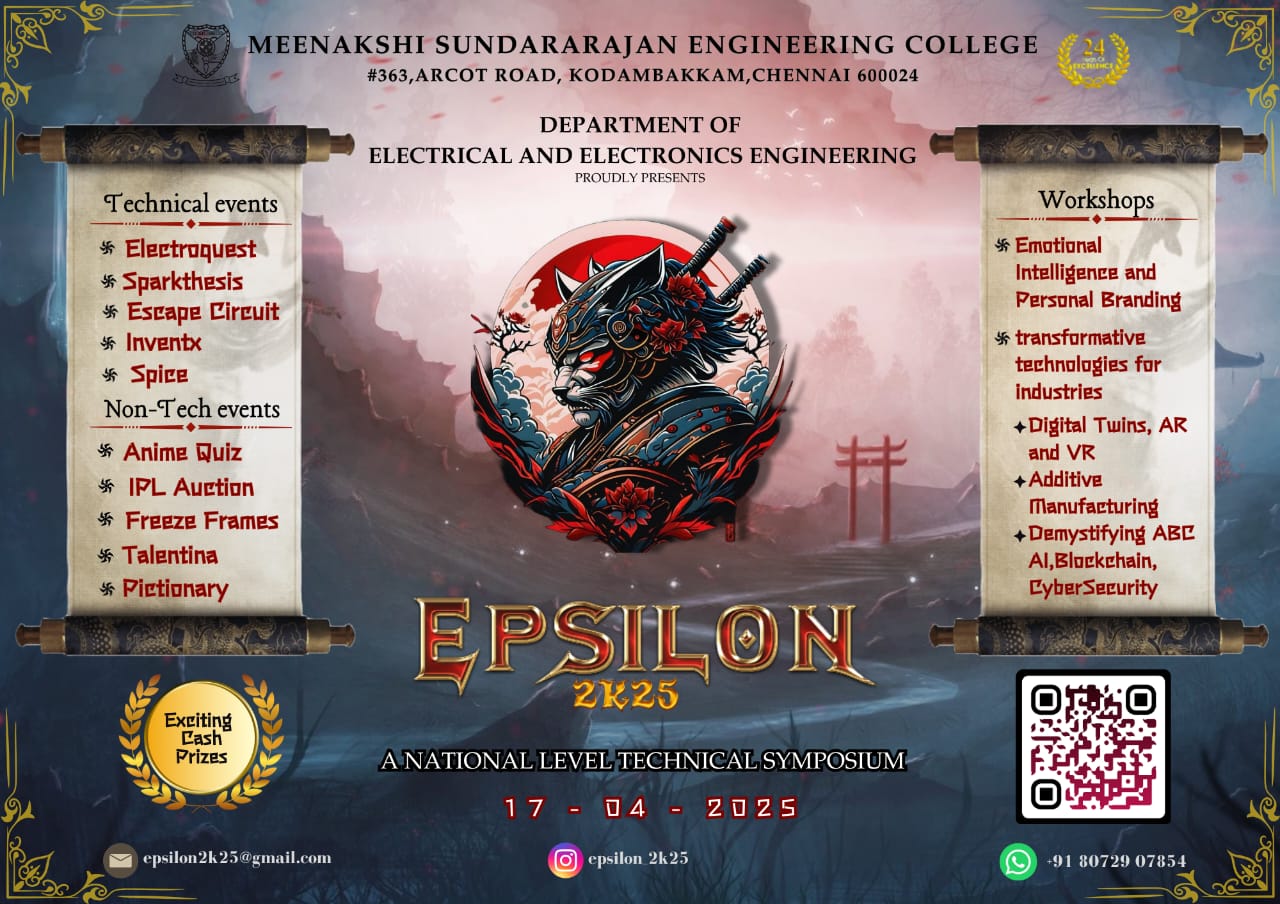 MEENAKSHI SUNDARARAJAN ENGINEERING COLLEGE
#363,ARCOT ROAD, KODAMBAKKAM,CHENNAI 600024
24
EXCELLENCE
DEPARTMENT OF
ELECTRICAL AND ELECTRONICS ENGINEERING
PROUDLY PRESENTS
Technical events
Electroquest
Sparkthesis
Escape Circuit
Inventx
Spice
Non-Tech events
Anime Quiz
IPL Auction
Freeze Frames
Talentina
Pictionary
Workshops
Emotional
Intelligence and
Personal Branding
transformative
technologies for
industries
Digital Twins, AR
and VR
Additive
Manufacturing
Demystifying ABC
AI,Blockchain,
CyberSecurity
EPSILON
2K25
Exciting
Cash
Prizes
A NATIONAL LEVEL TECHNICAL SYMPOSIUM
17 - 04 - 2025
epsilon2k25@gmail.com
epsilon_2k25
+91 80729 07854